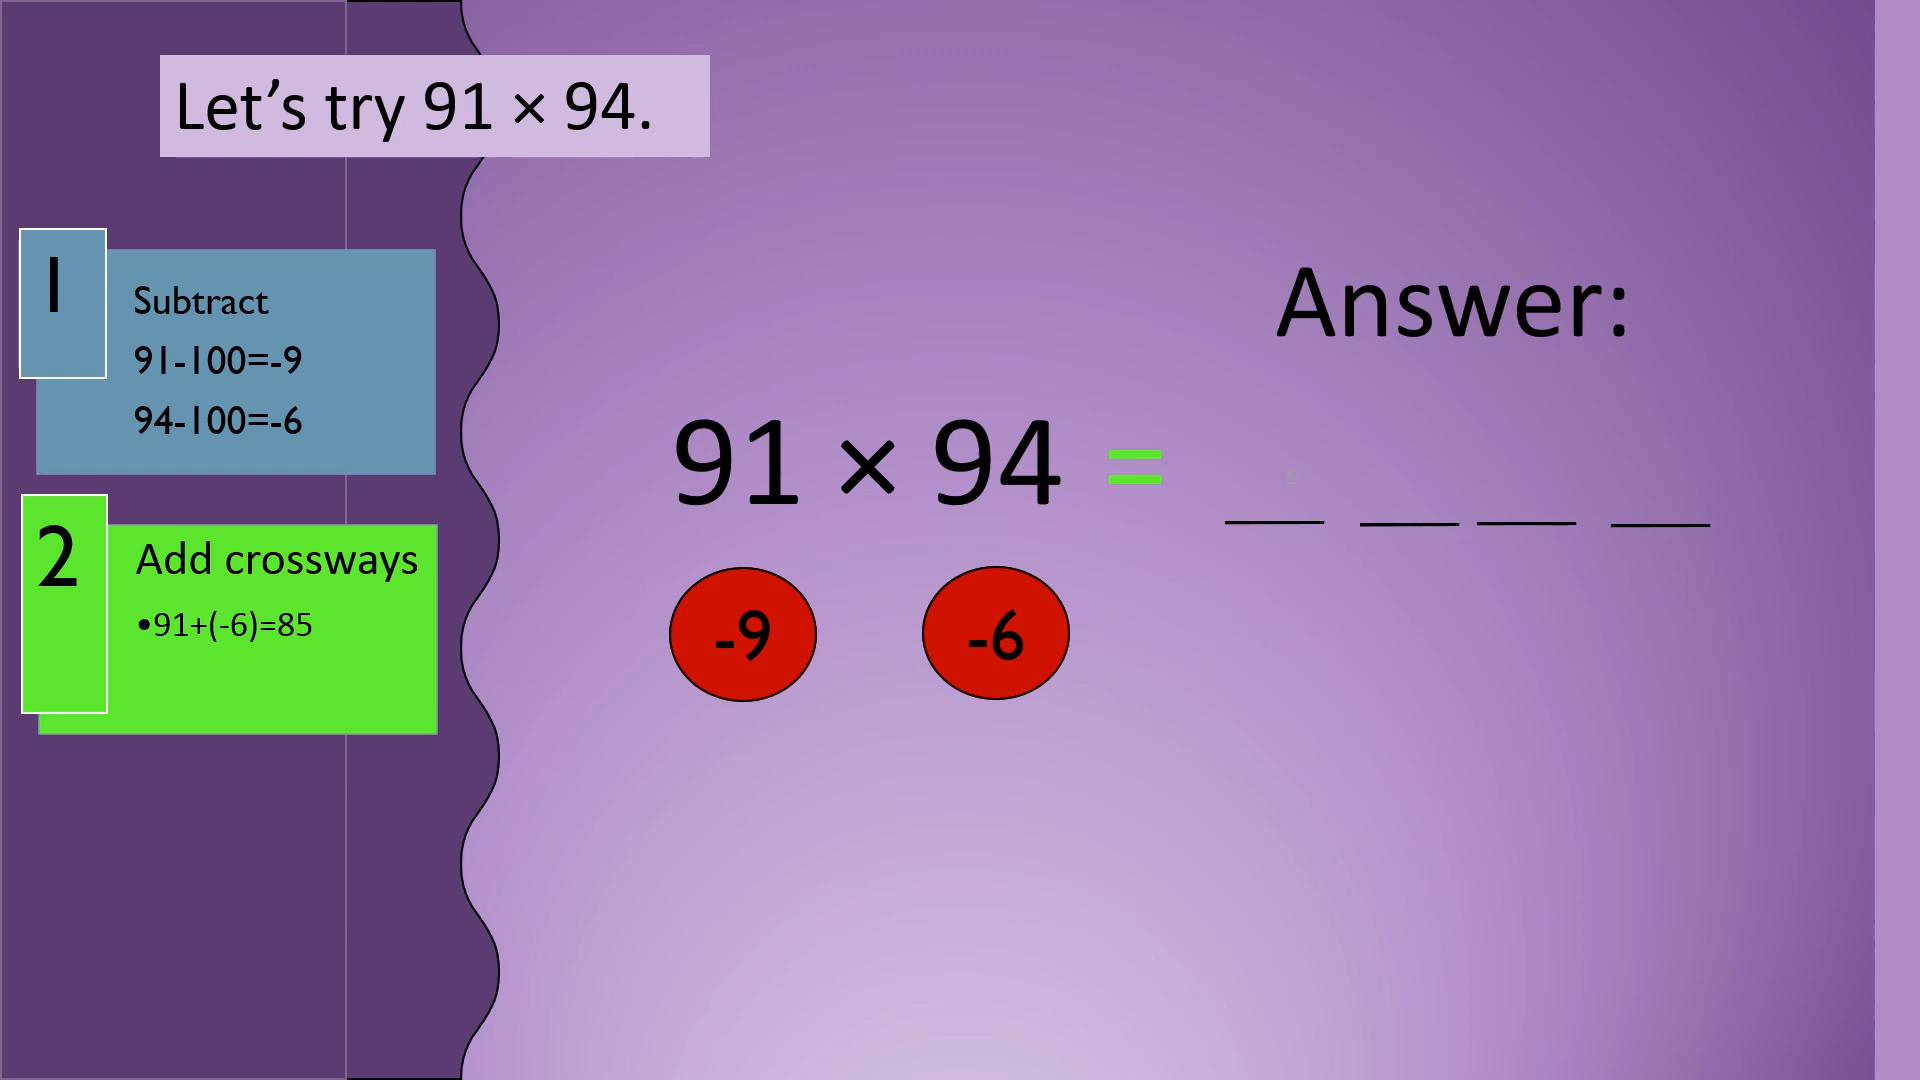 Let’s try 91 × 94.
1
Subtract
91-100=-9
94-100=-6
2
Add crossways
•91+(-6)=85
Answer:
91 × 94 =
-9
-6